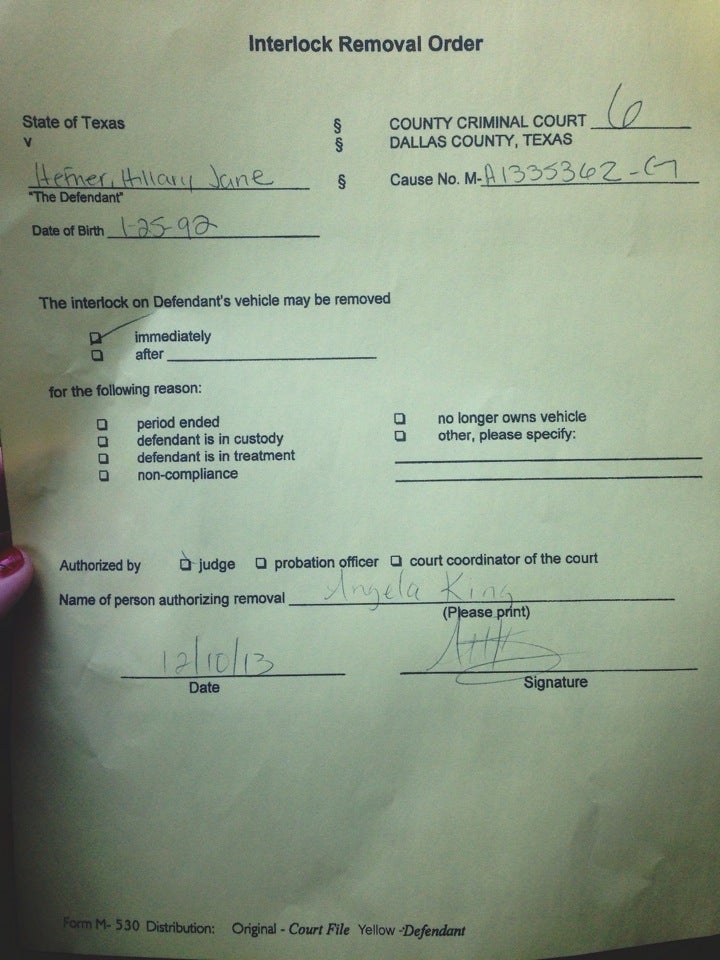 Interlock Removal Order
State of Texas § COUNTY CRIMINAL COURT 6
v § DALLAS COUNTY, TEXAS
Hefner, Hillary Jane § Cause No. M-A1335362-G
"The Defendant"
Date of Birth 1-25-92
The interlock on Defendant's vehicle may be removed
immediately
after
for the following reason:
period ended
no longer owns vehicle
defendant is in custody
other, please specify:
defendant is in treatment
non-compliance
Authorized by judge probation officer court coordinator of the court
Name of person authorizing removal Angela King
(Please print)
12/10/13
Date Signature
Form M- 530 Distribution: Original - Court File Yellow -Defendant